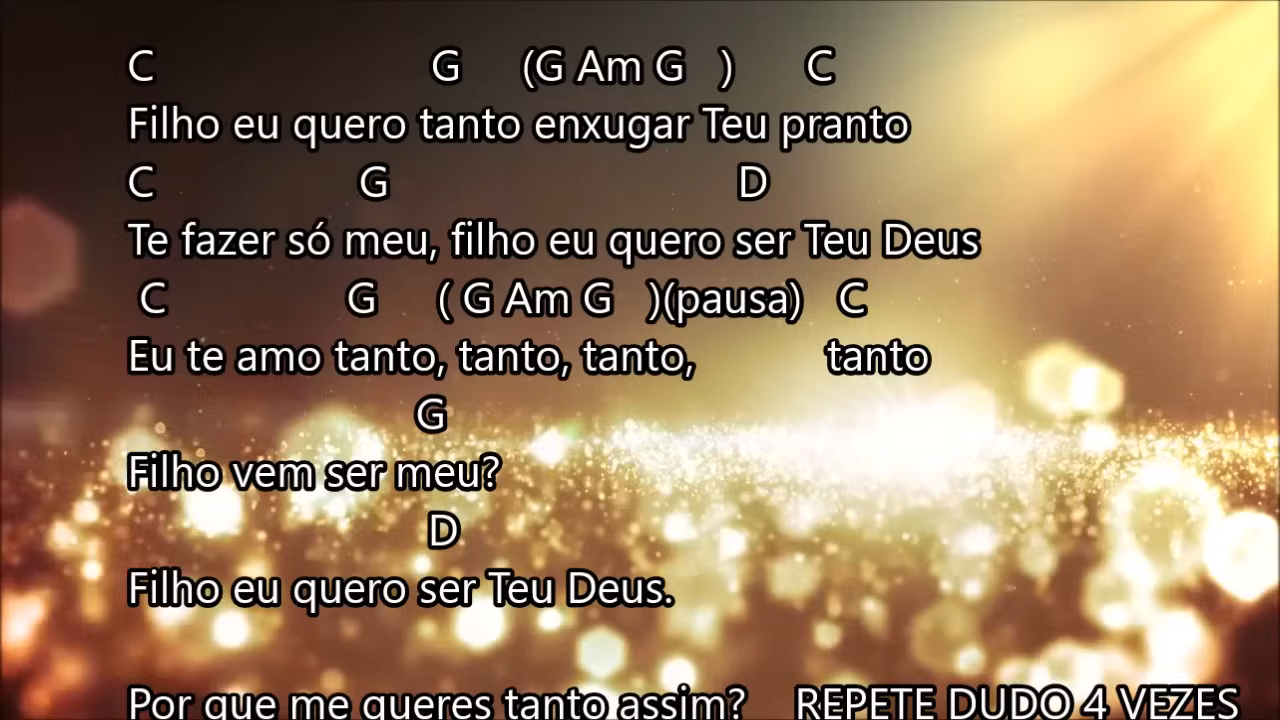 C G (G Am G ) C
Filho eu quero tanto enxugar Teu pranto
C G D
Te fazer só meu, filho eu quero ser Teu Deus
C G ( G Am G )(pausa) C
Eu te amo tanto, tanto, tanto, tanto
G
Filho vem ser meu?
D
Filho eu quero ser Teu Deus.
Por que me queres tanto assim? REPETE DUDO 4 VEZES